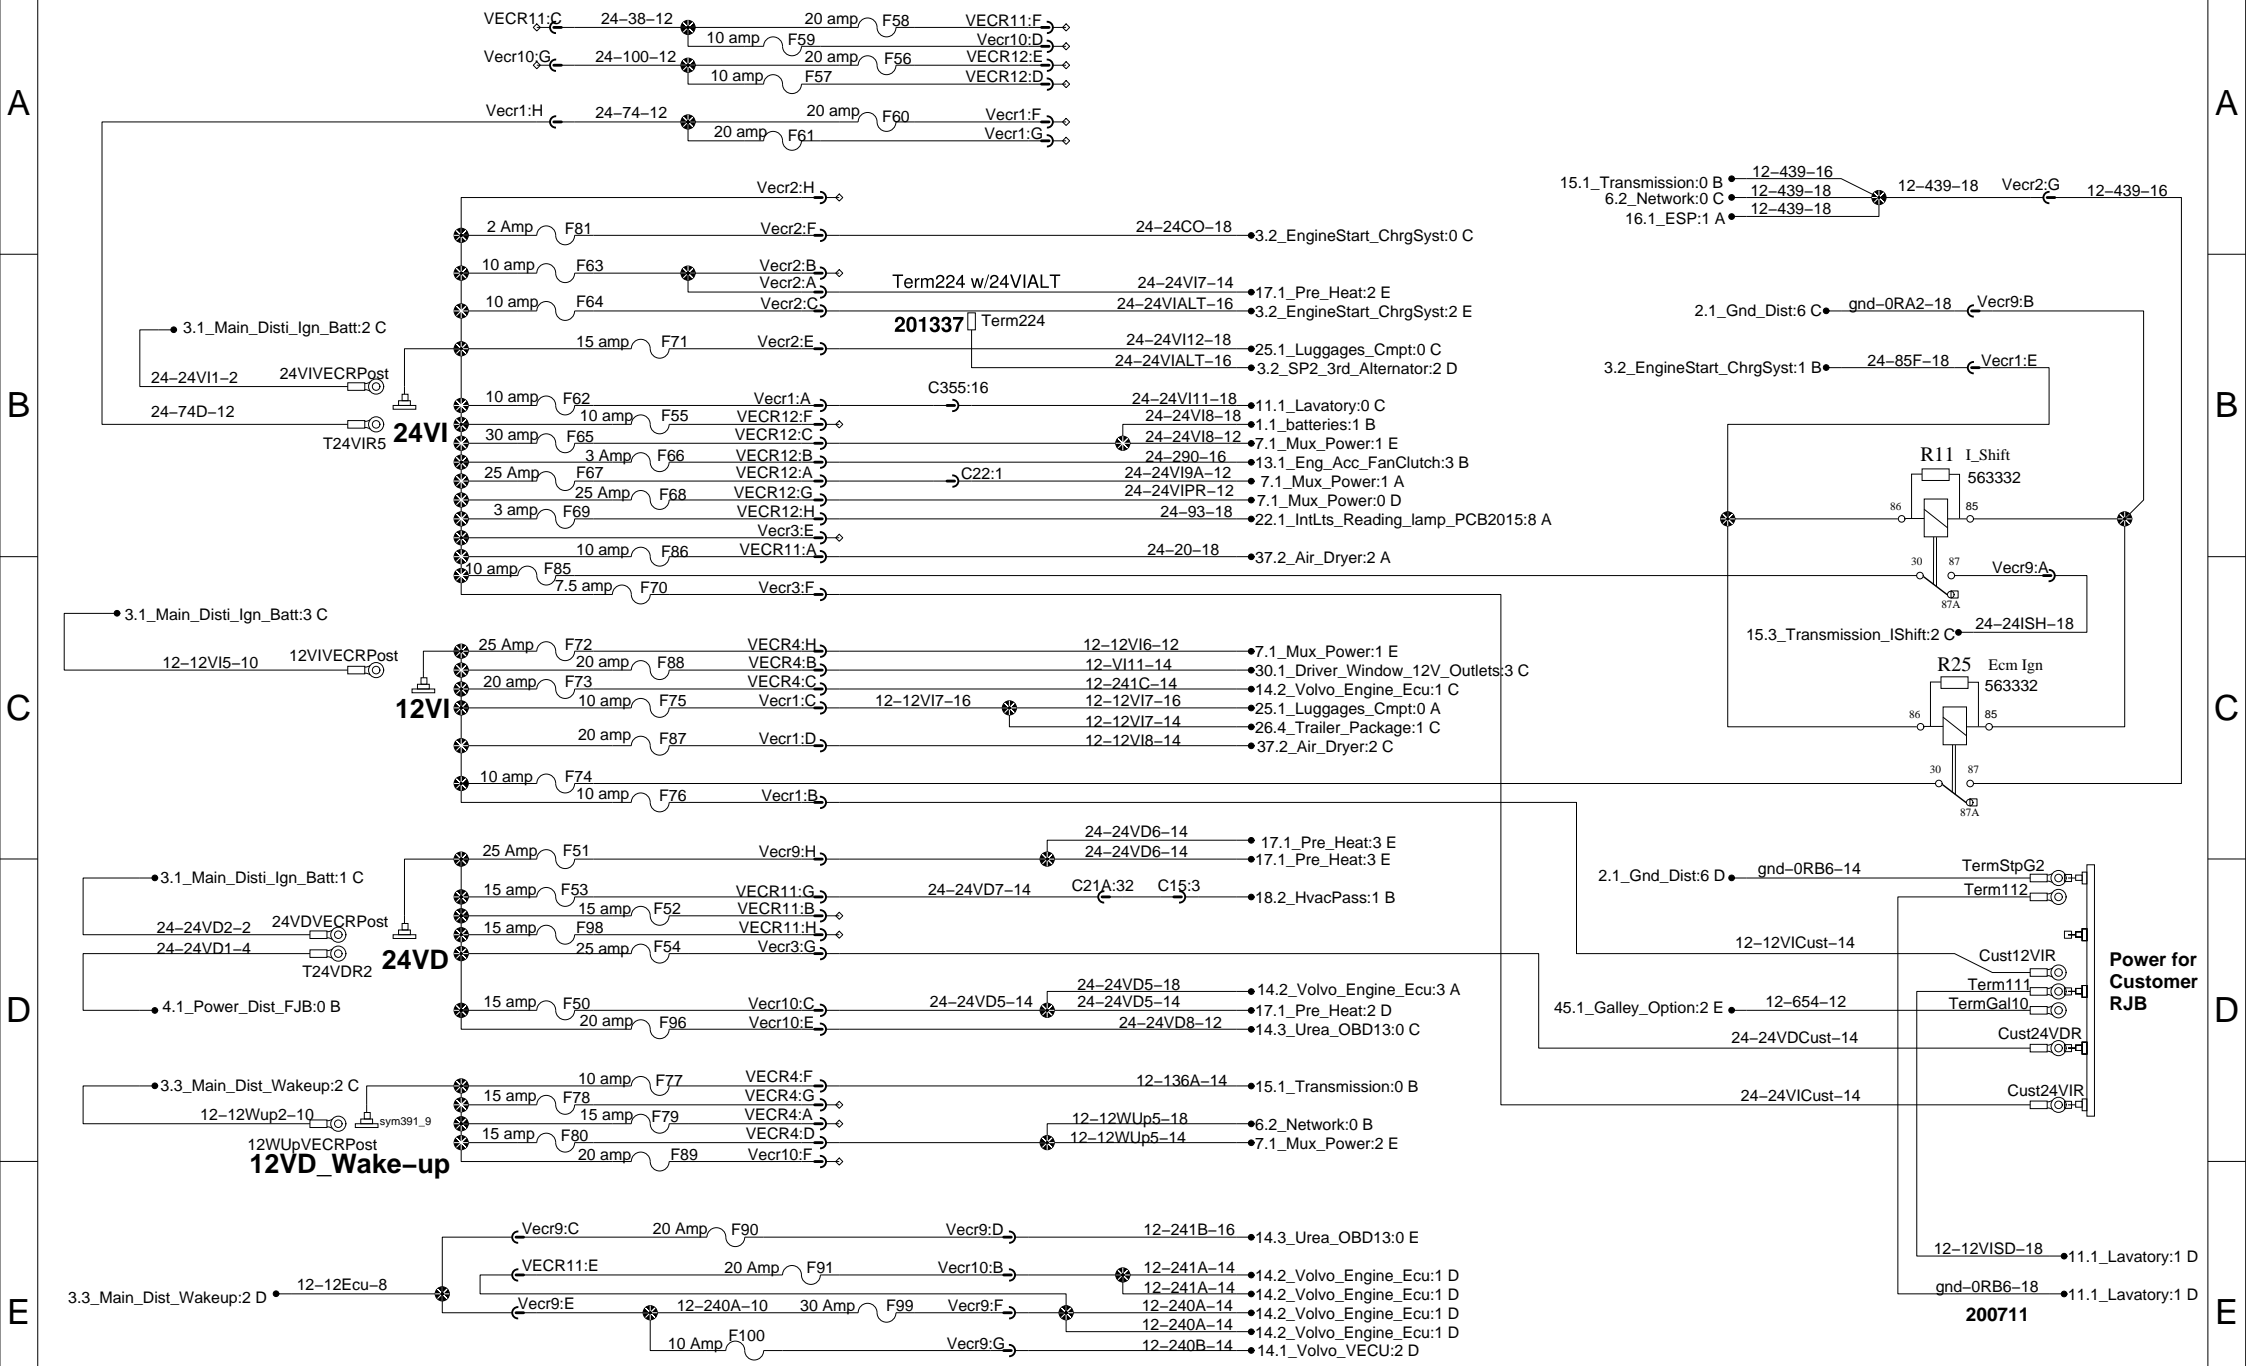 VECR11:C 24–38–12 20 amp F58 VECR11:F
10 amp F59 Vecr10:D
Vecr10:G 24–100–12 20 amp F56 VECR12:E
10 amp F57 VECR12:D
A A
Vecr1:H 24–74–12 20 amp F60 Vecr1:F
20 amp F61 Vecr1:G
15.1_Transmission:0 B 12–439–16
6.2_Network:0 C 12–439–18 12–439–18 Vecr2:G 12–439–16
16.1_ESP:1 A 12–439–18
Vecr2:H
2 Amp F81 Vecr2:F 24–24CO–18 3.2_EngineStart_ChrgSyst:0 C
10 amp F63 Vecr2:B
Vecr2:A Term224 w/24VIALT 24–24VI7–14 17.1_Pre_Heat:2 E
10 amp F64 Vecr2:C 24–24VIALT–16 3.2_EngineStart_ChrgSyst:2 E
201337 Term224
2.1_Gnd_Dist:6 C gnd–0RA2–18 Vecr9:B
3.1_Main_Disti_Ign_Batt:2 C
15 amp F71 Vecr2:E 24–24VI12–18 25.1_Luggages_Cmpt:0 C
24–24VIALT–16 3.2_SP2_3rd_Alternator:2 D
3.2_EngineStart_ChrgSyst:1 B 24–85F–18 Vecr1:E
24–24VI1–2 24VIVECRPost
B B
24–74D–12 T24VIR5
24VI
10 amp F62 Vecr1:A C355:16 24–24VI11–18 11.1_Lavatory:0 C
10 amp F55 VECR12:F 24–24VI8–18 1.1_batteries:1 B
30 amp F65 VECR12:C 24–24VI8–12 7.1_Mux_Power:1 E
3 Amp F66 VECR12:B 24–290–16 13.1_Eng_Acc_FanClutch:3 B
25 Amp F67 VECR12:A C22:1 24–24VI9A–12 7.1_Mux_Power:1 A
25 Amp F68 VECR12:G 24–24VIPR–12 7.1_Mux_Power:0 D
3 amp F69 VECR12:H 24–93–18 22.1_IntLts_Reading_lamp_PCB2015:8 A
Vecr3:E
10 amp F86 VECR11:A 24–20–18 37.2_Air_Dryer:2 A
10 amp F85
7.5 amp F70 Vecr3:F
R11 I_Shift
563332
86 85
30 87 Vecr9:A
87A
15.3_Transmission_IShift:2 C 24–24ISH–18
3.1_Main_Disti_Ign_Batt:3 C
12–12VI5–10 12VIVECRPost
C C
12VI
25 Amp F72 VECR4:H 12–12VI6–12 7.1_Mux_Power:1 E
20 amp F88 VECR4:B 12–VI11–14 30.1_Driver_Window_12V_Outlets:3 C
20 amp F73 VECR4:C 12–241C–14 14.2_Volvo_Engine_Ecu:1 C
10 amp F75 Vecr1:C 12–12VI7–16 12–12VI7–16 25.1_Luggages_Cmpt:0 A
12–12VI7–14 26.4_Trailer_Package:1 C
20 amp F87 Vecr1:D 12–12VI8–14 37.2_Air_Dryer:2 C
10 amp F74
10 amp F76 Vecr1:B
R25 Ecm Ign
563332
86 85
30 87
87A
24–24VD6–14 17.1_Pre_Heat:3 E
25 Amp F51 Vecr9:H 24–24VD6–14 17.1_Pre_Heat:3 E
3.1_Main_Disti_Ign_Batt:1 C
15 amp F53 VECR11:G 24–24VD7–14 C21A:32 C15:3 18.2_HvacPass:1 B
15 amp F52 VECR11:B
24–24VD2–2 24VDVECRPost
15 amp F98 VECR11:H
24–24VD1–4 T24VDR2
24VD
25 amp F54 Vecr3:G
D D
4.1_Power_Dist_FJB:0 B
24–24VD5–18 14.2_Volvo_Engine_Ecu:3 A
15 amp F50 Vecr10:C 24–24VD5–14 24–24VD5–14 17.1_Pre_Heat:2 D
20 amp F96 Vecr10:E 24–24VD8–12 14.3_Urea_OBD13:0 C
2.1_Gnd_Dist:6 D gnd–0RB6–14 TermStpG2
Term112
12–12VICust–14 Cust12VIR
Term111
45.1_Galley_Option:2 E 12–654–12 TermGal10
24–24VDCust–14 Cust24VDR
24–24VICust–14 Cust24VIR
Power for
Customer
RJB
3.3_Main_Dist_Wakeup:2 C
12–12Wup2–10 sym391_9
12WUpVECRPost
12VD_Wake–up
10 amp F77 VECR4:F 12–136A–14 15.1_Transmission:0 B
15 amp F78 VECR4:G
15 amp F79 VECR4:A 12–12WUp5–18 6.2_Network:0 B
15 amp F80 VECR4:D 12–12WUp5–14 7.1_Mux_Power:2 E
20 amp F89 Vecr10:F
Vecr9:C 20 Amp F90 Vecr9:D 12–241B–16 14.3_Urea_OBD13:0 E
VECR11:E 20 Amp F91 Vecr10:B 12–241A–14 14.2_Volvo_Engine_Ecu:1 D
3.3_Main_Dist_Wakeup:2 D 12–12Ecu–8 12–241A–14 14.2_Volvo_Engine_Ecu:1 D
Vecr9:E 12–240A–10 30 Amp F99 Vecr9:F 12–240A–14 14.2_Volvo_Engine_Ecu:1 D
12–240A–14 14.2_Volvo_Engine_Ecu:1 D
10 Amp F100 Vecr9:G 12–240B–14 14.1_Volvo_VECU:2 D
12–12VISD–18 11.1_Lavatory:1 D
gnd–0RB6–18 11.1_Lavatory:1 D
200711
E E